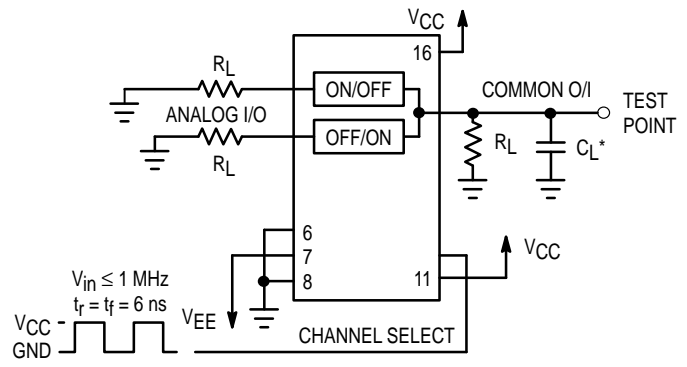 VCC
16
RL
ON/OFF
COMMON O/I
TEST
POINT
ANALOG I/O
OFF/ON
RL
RL
CL*
6
7
8
11
VCC
Vin ≤ 1 MHz
tr = tf = 6 ns
VEE
VCC
GND
CHANNEL SELECT